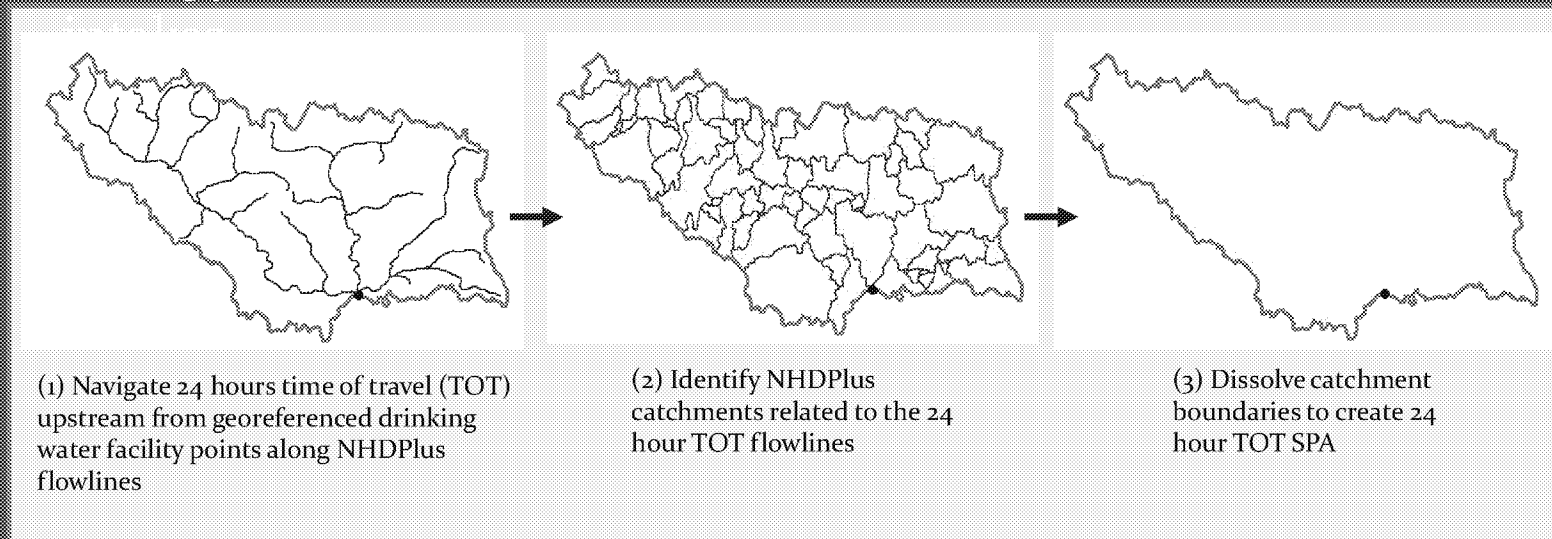 (1) Navigate 24 hours time of travel (TOT)
upstream from georeferenced drinking
water facility points along NHDPlus
flowlines
(2) Identify NHDPlus
catchments related to the 24
hour TOT flowlines
(3) Dissolve catchment
boundaries to create 24
hour TOT SPA